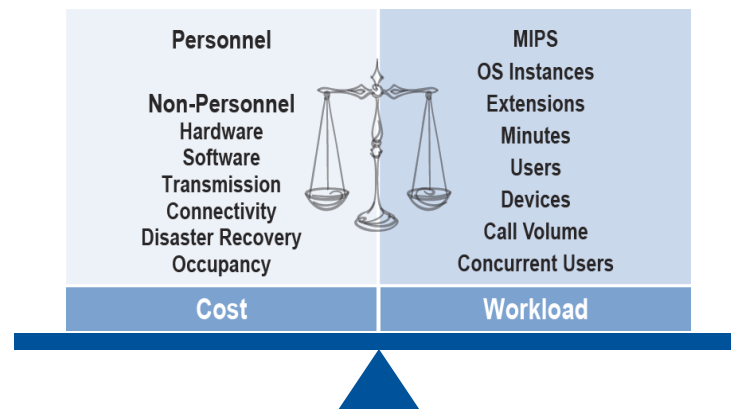 Personnel
Non-Personnel
Hardware
Software
Transmission
Connectivity
Disaster Recovery
Occupancy
Cost
MIPS
OS Instances
Extensions
Minutes
Users
Devices
Call Volume
Concurrent Users
Workload